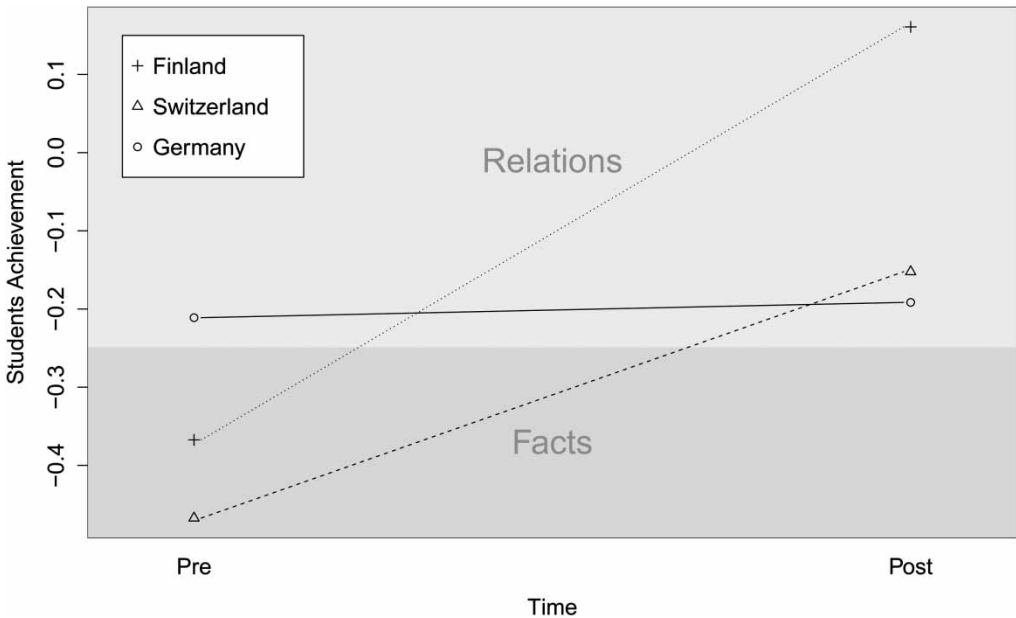 Finland
Switzerland
Germany
Relations
Facts
Students Achievement
0.1
0.0
−0.1
−0.2
−0.3
−0.4
Pre
Post
Time